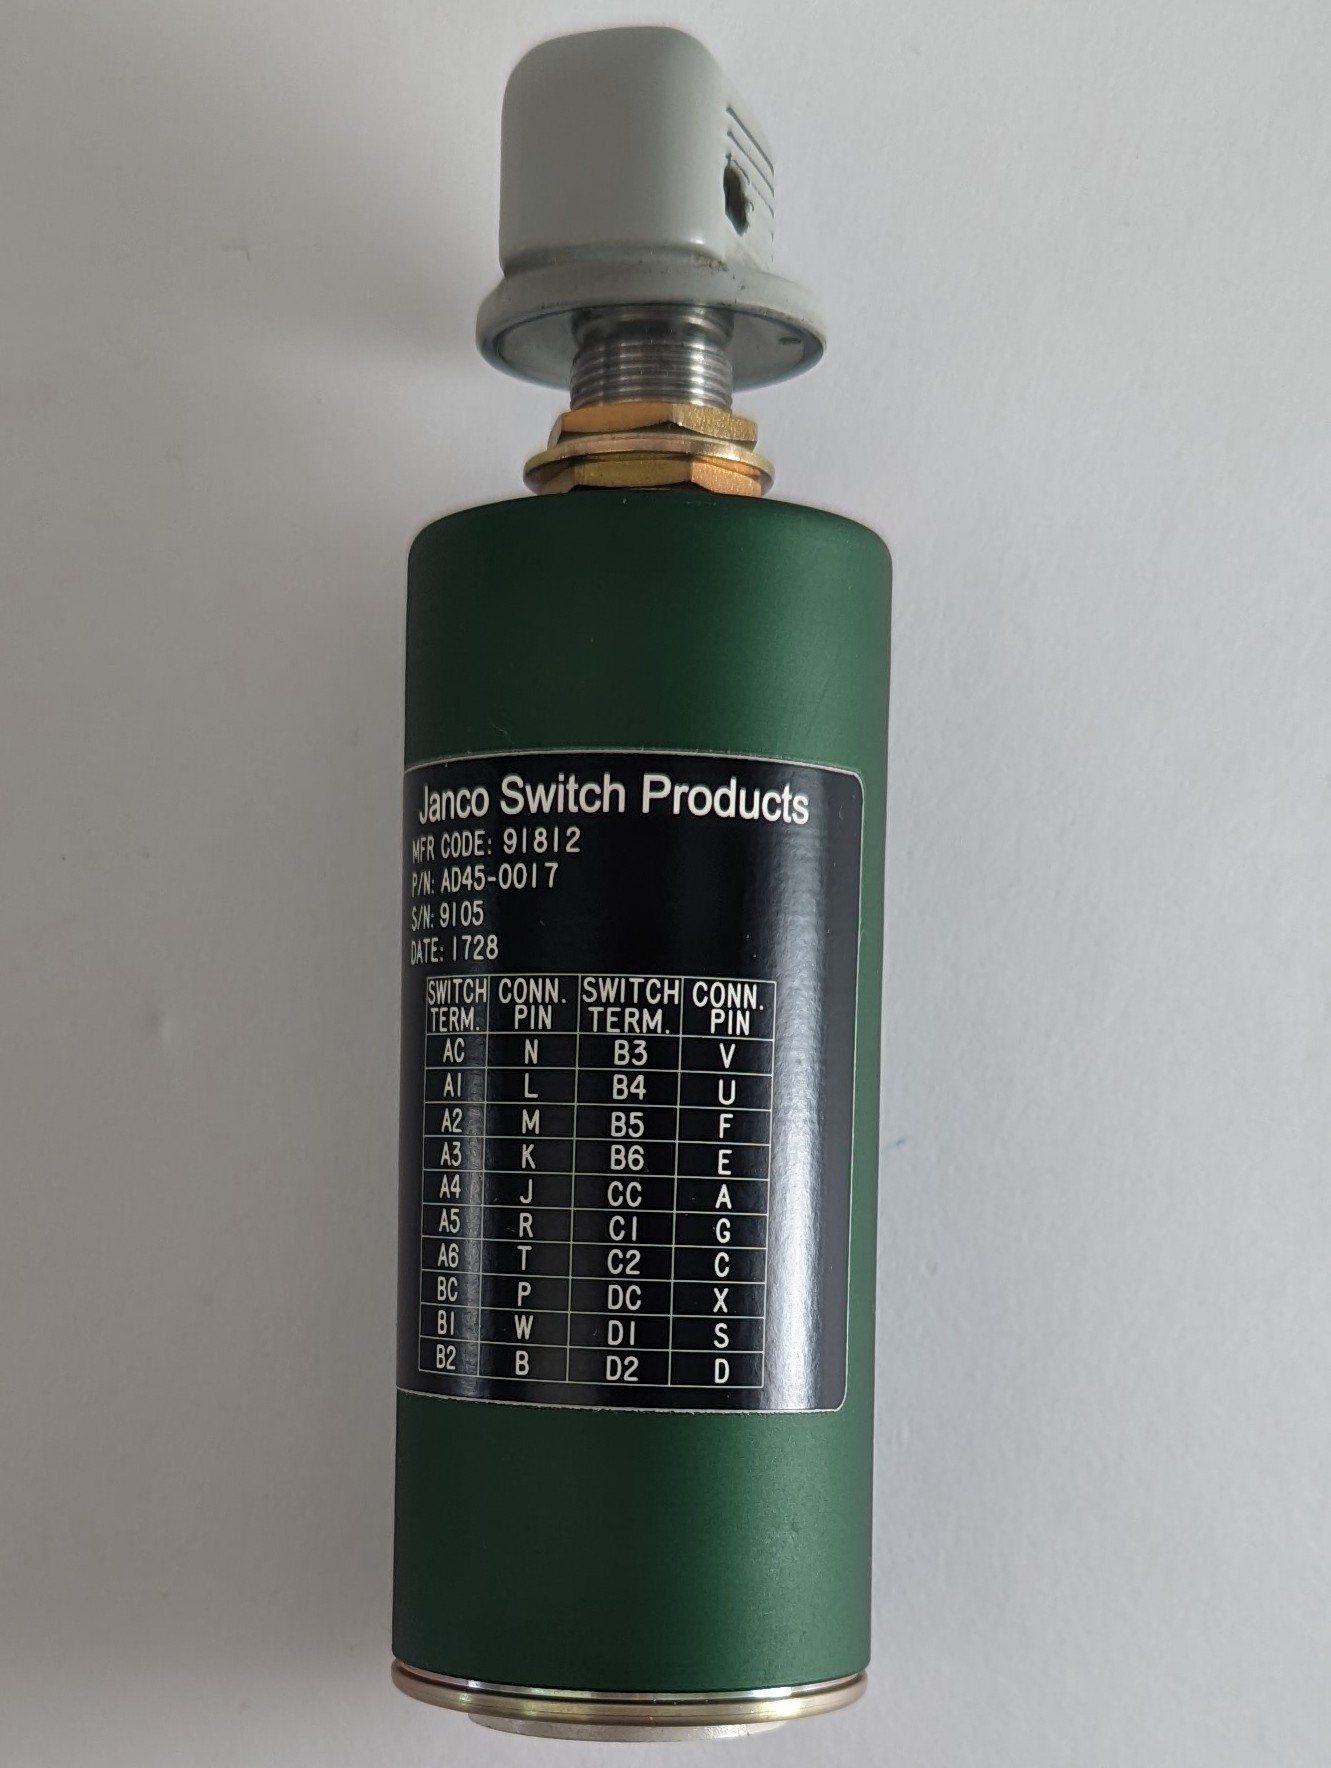 Janco Switch Products
MFR CODE: 91812
P/N: AD45-0017
S/N: 9105
DATE: 1728
SWITCH TERM. CONN. PIN SWITCH TERM. CONN. PIN
AC N B3 V
A1 L B4 U
A2 M B5 F
A3 K B6 E
A4 J CC A
A5 R C1 G
A6 T C2 C
BC P DC X
B1 W D1 S
B2 B D2 D